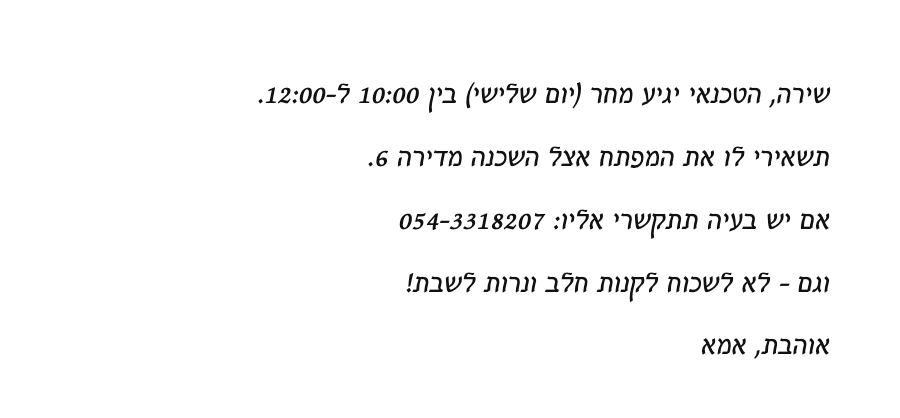 שירה, הטכנאי יגיע מחר (יום שלישי) בין 10:00 ל-12:00.
תשאירי לו את המפתח אצל השכנה מדירה 6.
אם יש בעיה תתקשרי אליו: 054-3318207
וגם - לא לשכוח לקנות חלב ונרות לשבת!
אוהבת, אמא